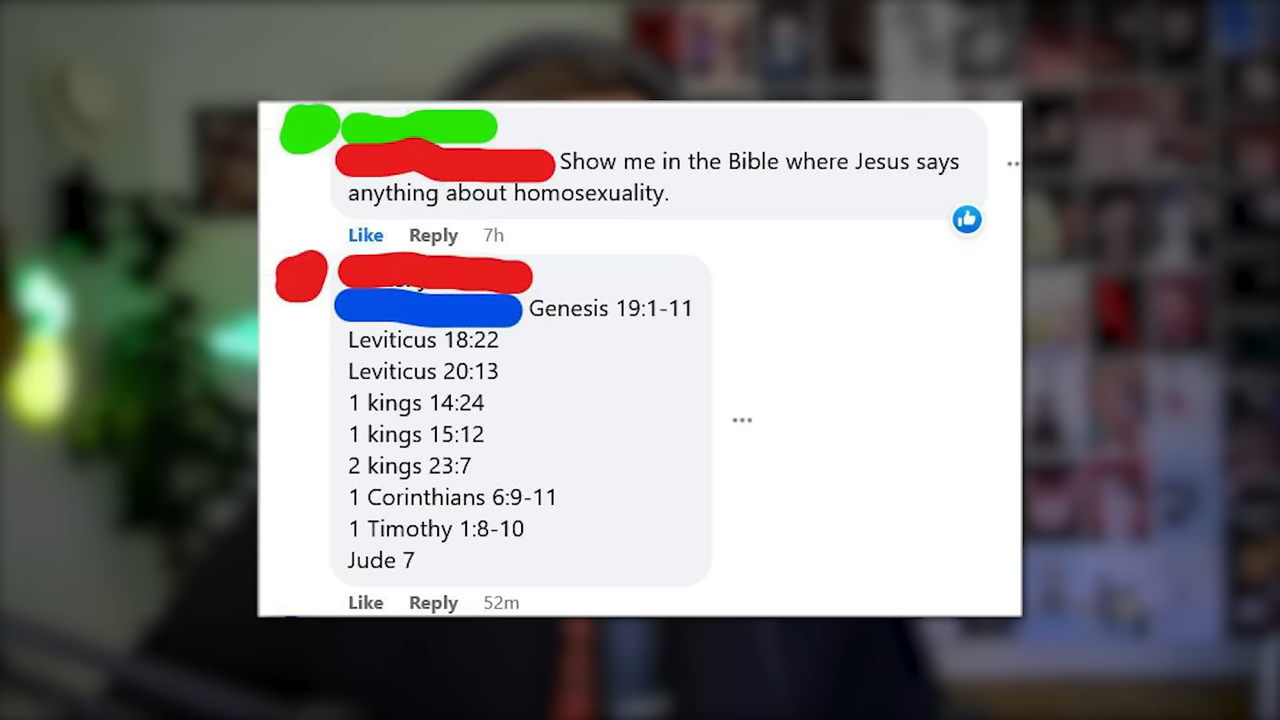 Show me in the Bible where Jesus says
anything about homosexuality.
Like Reply 7h
Genesis 19:1-11
Leviticus 18:22
Leviticus 20:13
1 kings 14:24
1 kings 15:12
2 kings 23:7
1 Corinthians 6:9-11
1 Timothy 1:8-10
Jude 7
Like Reply 52m